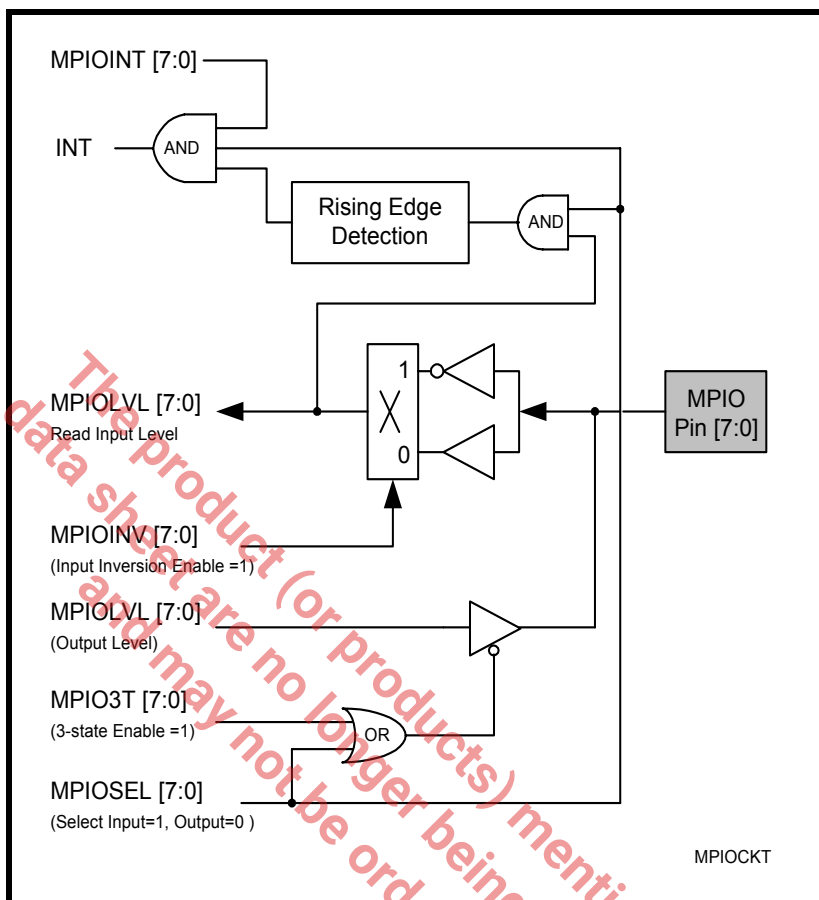 MPIOINT [7:0]
INT
AND
Rising Edge
Detection
AND
MPIOLVL [7:0]
Read Input Level
1
0
MPIO
Pin [7:0]
MPIOINV [7:0]
(Input Inversion Enable =1)
MPIOLVL [7:0]
(Output Level)
MPIO3T [7:0]
(3-state Enable =1)
OR
MPIOSEL [7:0]
(Select Input=1, Output=0 )
MPIOCKT
The product (or products) menti
data sheet are no longer being
and may not be ord